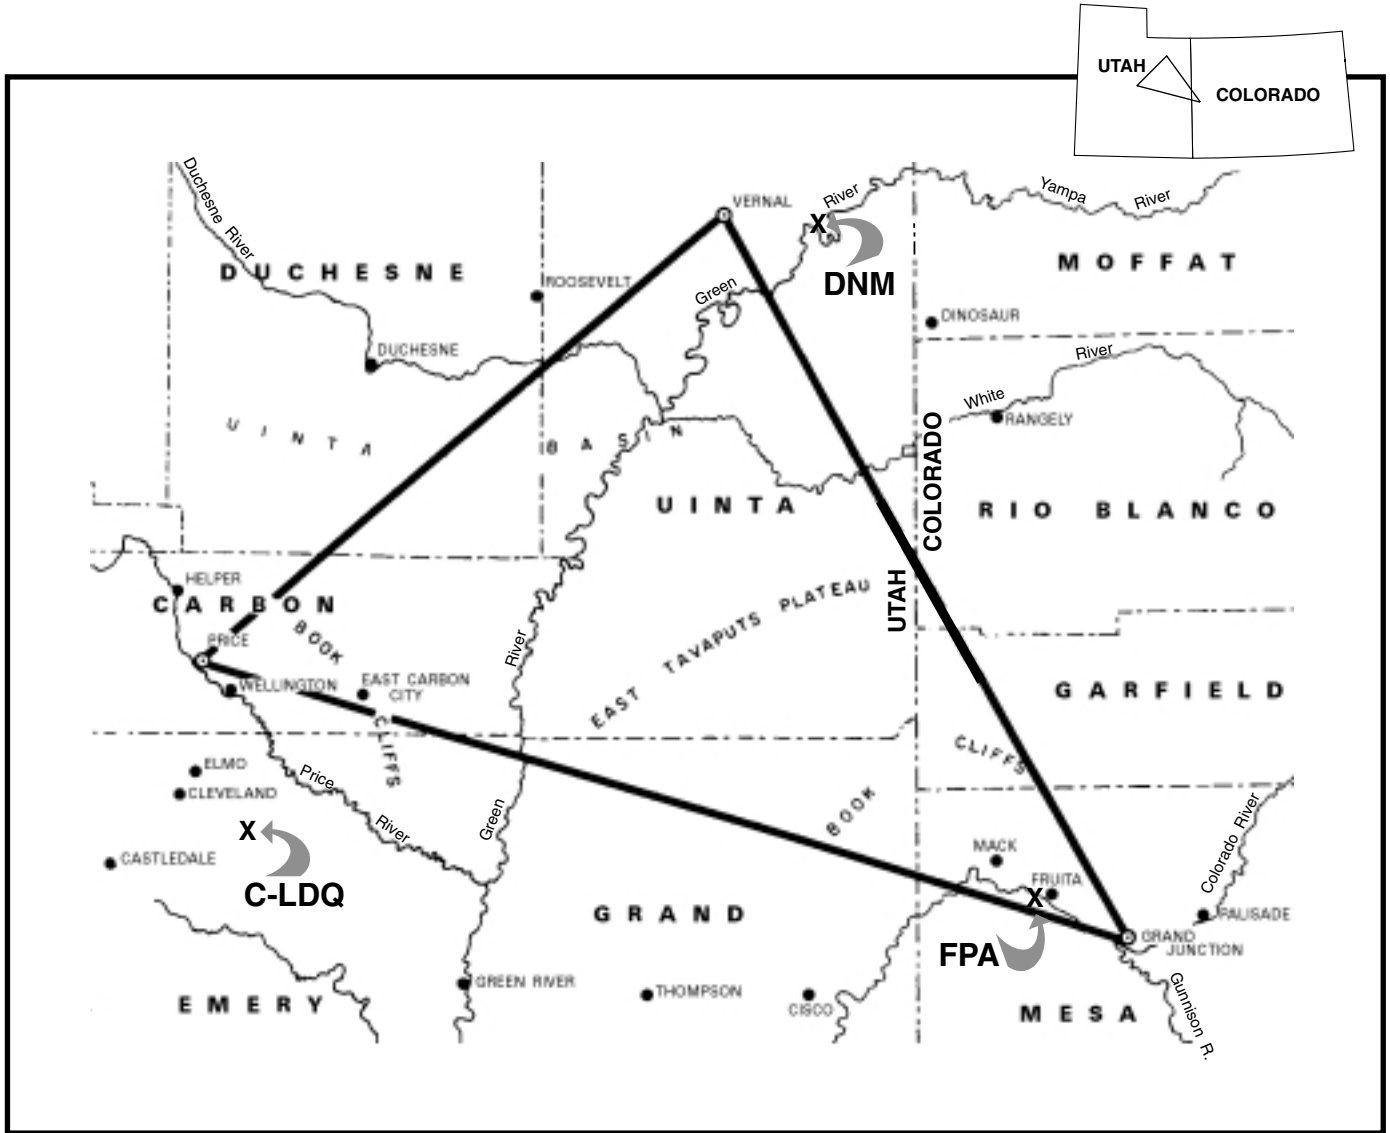 UTAH
COLORADO
Duchesne River
VERNAL
River
Yampa
River
DUCHESNE
MOFFAT
ROOSEVELT
Green
DNM
DINOSAUR
DUCHESNE
River
White
RANGELY
UINTA
BASIN
COLORADO
UINTA
RIO BLANCO
HELPER
CARBON
UTAH
EAST TAVAPUTS PLATEAU
BOOK
PRICE
River
WELLINGTON
EAST CARBON
CITY
GARFIELD
CLIFFS
CLIFFS
ELMO
Price
CLEVELAND
River
Green
BOOK
Colorado River
X
X
X
CASTLEDALE
MACK
C-LDQ
FRUITA
GRAND
PALISADE
FPA
GRAND
JUNCTION
GREEN RIVER
THOMPSON
CISCO
EMERY
MESA
Gunnison R.